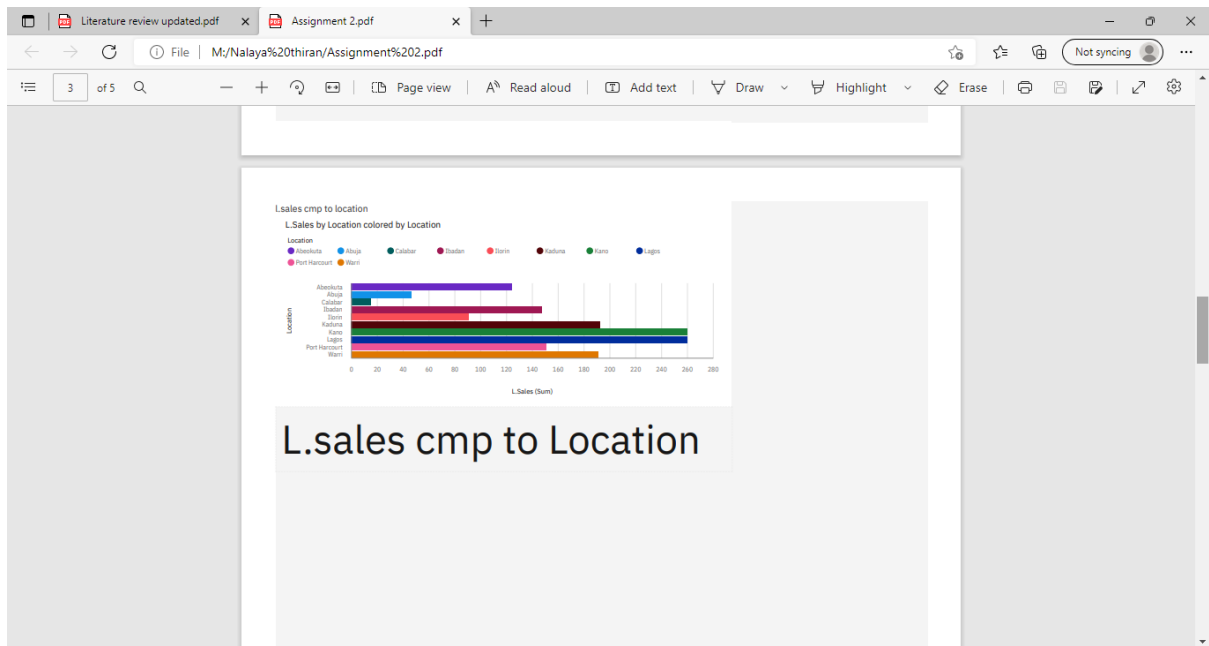 Literature review updated.pdf
Assignment 2.pdf
File M:/Nalaya%20thiran/Assignment%202.pdf
Not syncing
3 of 5
Page view
Read aloud
Add text
Draw
Highlight
Erase
l.sales cmp to location
L.Sales by Location colored by Location
Location
Abeokuta Abuja Calabar Ibadan Ilorin Kaduna Kano Lagos
Port Harcourt Warri
Location
Abeokuta
Abuja
Calabar
Ibadan
Ilorin
Kaduna
Kano
Lagos
Port Harcourt
Warri
0 20 40 60 80 100 120 140 160 180 200 220 240 260 280
L.Sales (Sum)
L.sales cmp to Location